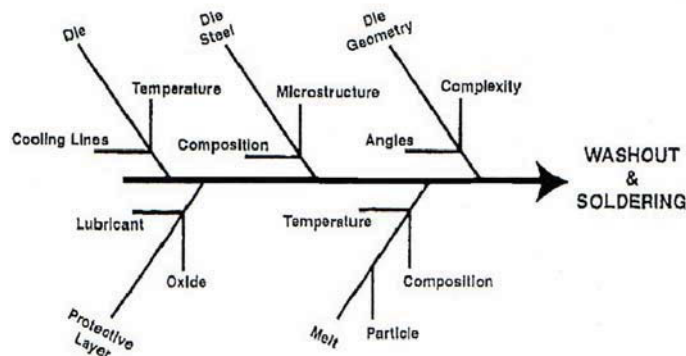 Die
Die
Steel
Die
Geometry
Temperature
Microstructure
Complexity
Cooling Lines
Composition
Angles
WASHOUT
&
SOLDERING
Lubricant
Temperature
Oxide
Composition
Protective
Layer
Melt
Particle